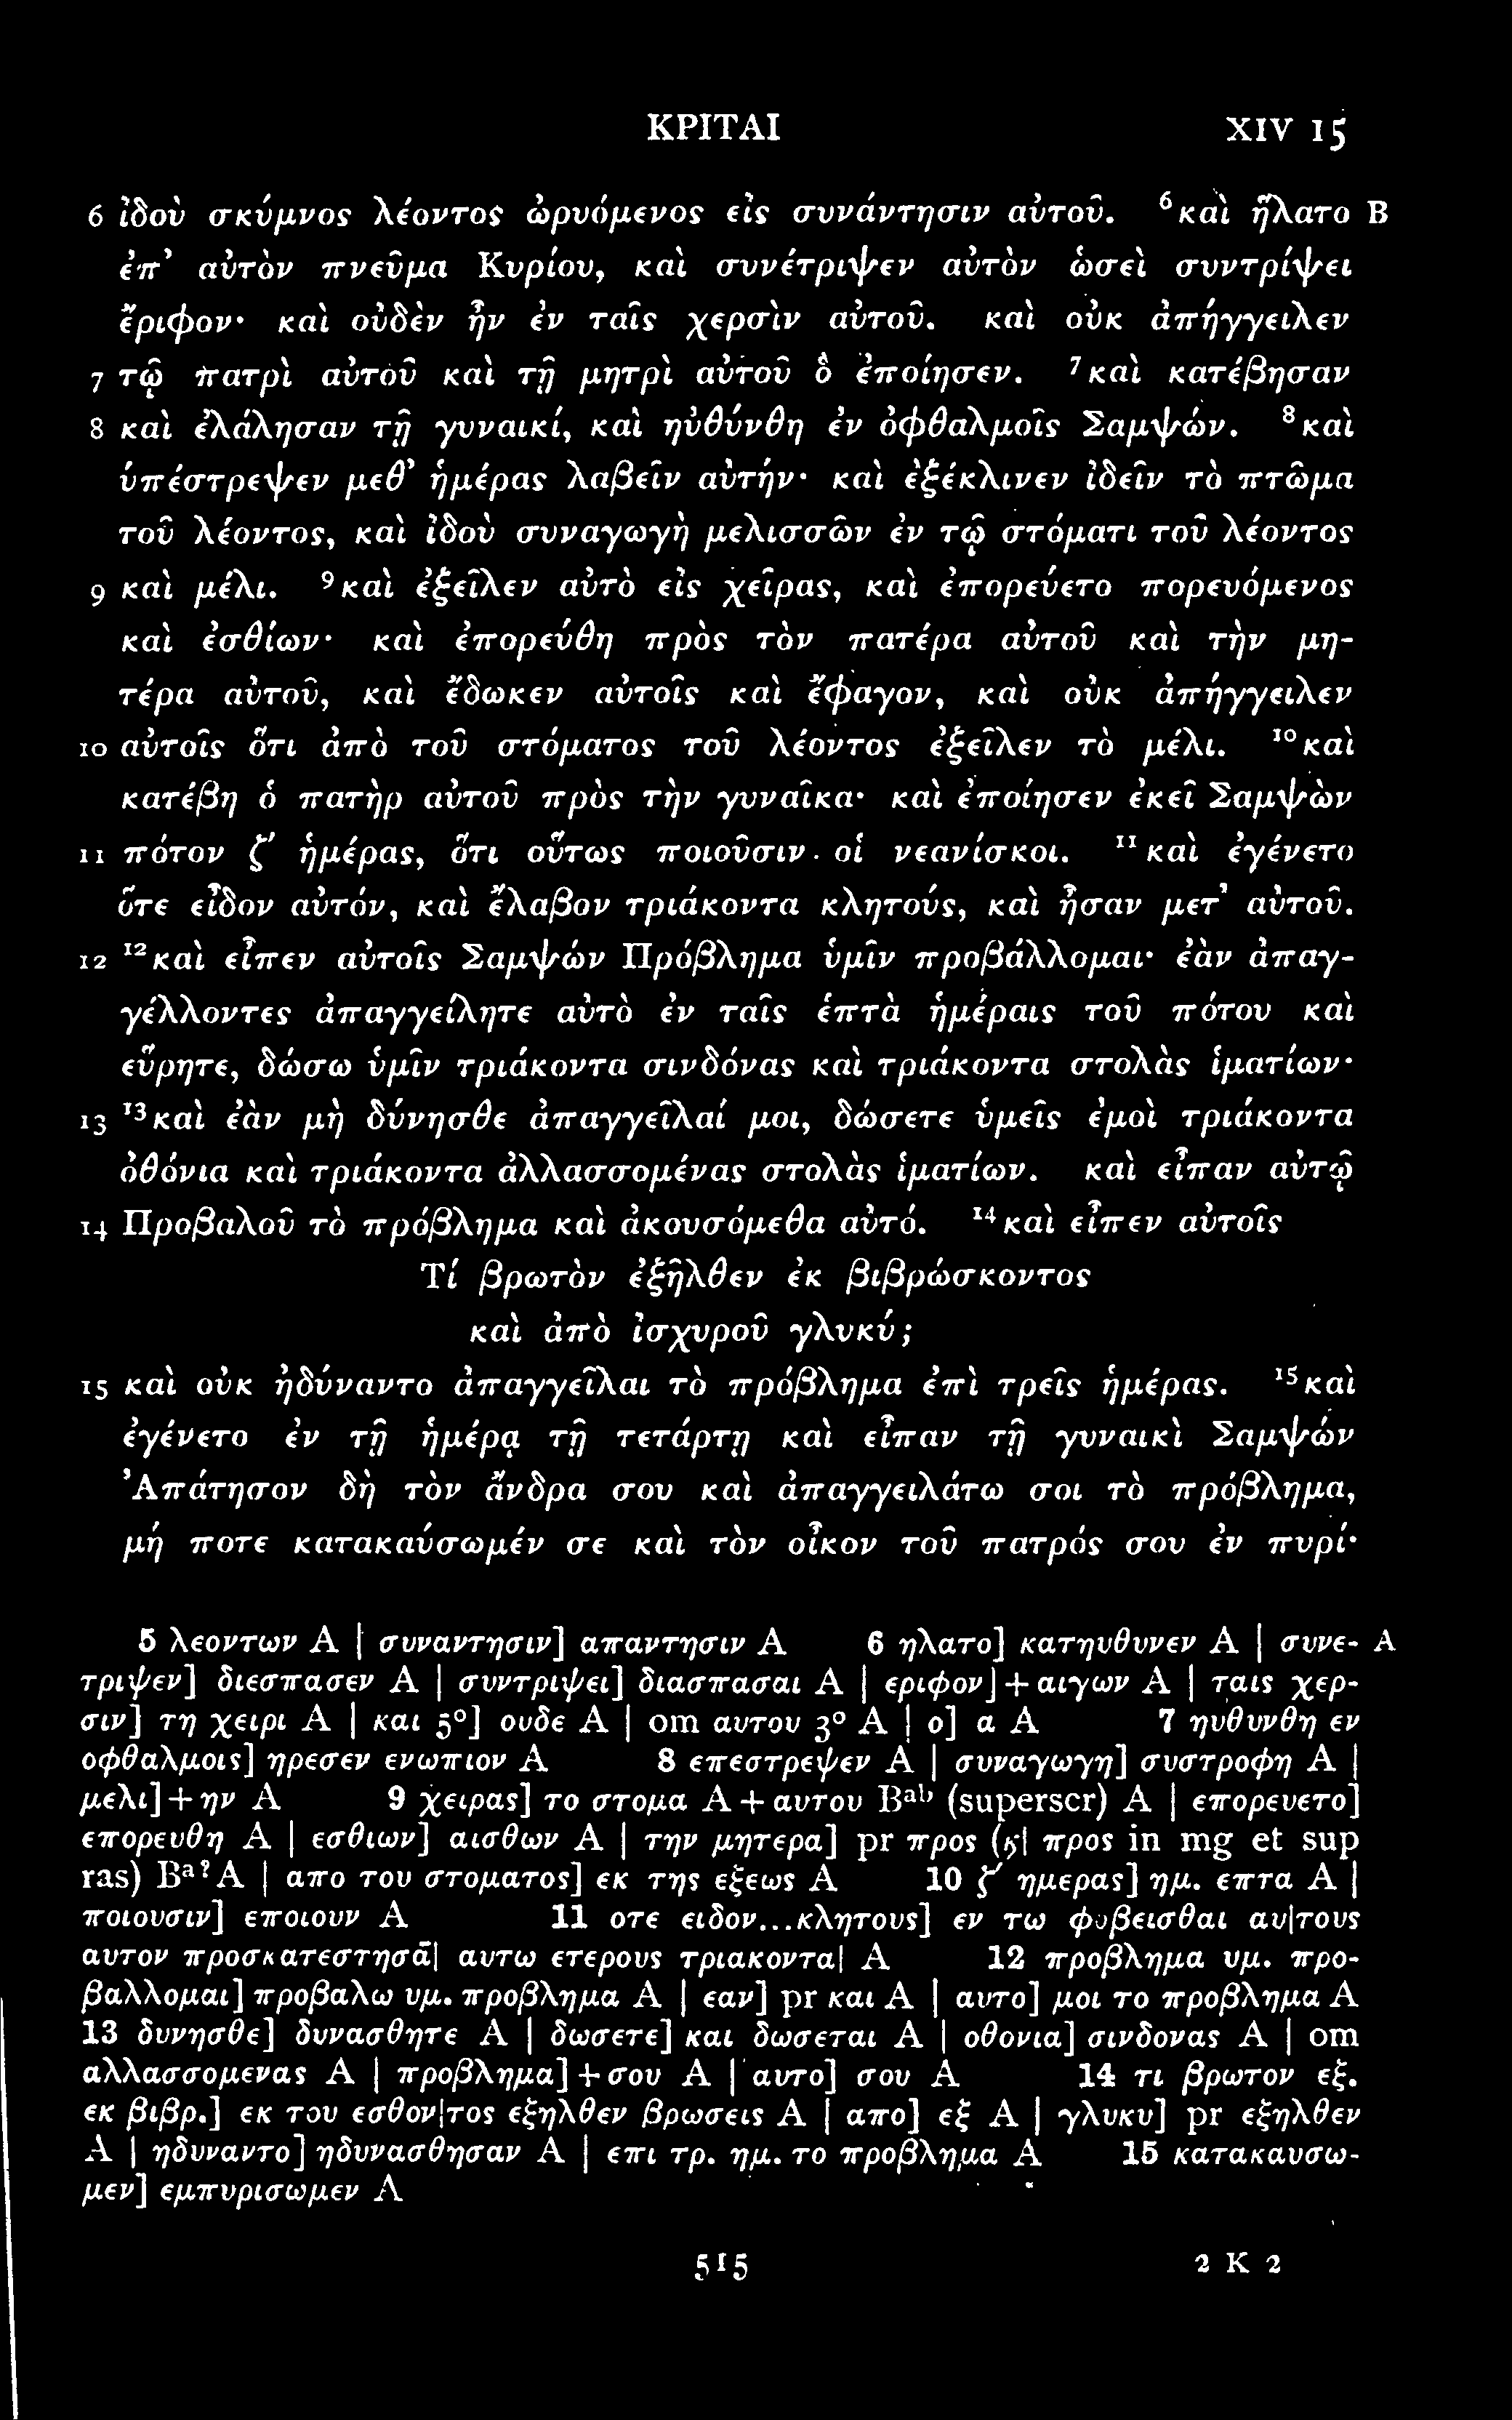 ΚΡΙΤΑΙ XIV 15
6 ἰδοὺ σκύμνος λέοντος ὠρυόμενος εἰς συνάντησιν αὐτοῦ. ⁶καὶ ἥλατο B
ἐπ’ αὐτὸν πνεῦμα Κυρίου, καὶ συνέτριψεν αὐτὸν ὡσεὶ συντρίψει
ἔριφον· καὶ οὐδὲν ἦν ἐν ταῖς χερσὶν αὐτοῦ. καὶ οὐκ ἀπήγγειλεν
7 τῷ πατρὶ αὐτοῦ καὶ τῇ μητρὶ αὐτοῦ ὃ ἐποίησεν. ⁷καὶ κατέβησαν
8 καὶ ἐλάλησαν τῇ γυναικί, καὶ ηὐθύνθη ἐν ὀφθαλμοῖς Σαμψών. ⁸καὶ
ὑπέστρεψεν μεθ’ ἡμέρας λαβεῖν αὐτήν· καὶ ἐξέκλινεν ἰδεῖν τὸ πτῶμα
τοῦ λέοντος, καὶ ἰδοὺ συναγωγὴ μελισσῶν ἐν τῷ στόματι τοῦ λέοντος
9 καὶ μέλι. ⁹καὶ ἐξεῖλεν αὐτὸ εἰς χεῖρας, καὶ ἐπορεύετο πορευόμενος
καὶ ἐσθίων· καὶ ἐπορεύθη πρὸς τὸν πατέρα αὐτοῦ καὶ τὴν μη-
τέρα αὐτοῦ, καὶ ἔδωκεν αὐτοῖς καὶ ἔφαγον, καὶ οὐκ ἀπήγγειλεν
10 αὐτοῖς ὅτι ἀπὸ τοῦ στόματος τοῦ λέοντος ἐξεῖλεν τὸ μέλι. ¹⁰καὶ
κατέβη ὁ πατὴρ αὐτοῦ πρὸς τὴν γυναῖκα· καὶ ἐποίησεν ἐκεῖ Σαμψὼν
11 πότον ζ′ ἡμέρας, ὅτι οὕτως ποιοῦσιν οἱ νεανίσκοι. ¹¹καὶ ἐγένετο
ὅτε εἶδον αὐτόν, καὶ ἔλαβον τριάκοντα κλητούς, καὶ ἦσαν μετ’ αὐτοῦ.
12 ¹²καὶ εἶπεν αὐτοῖς Σαμψών Πρόβλημα ὑμῖν προβάλλομαι· ἐὰν ἀπαγ-
γέλλοντες ἀπαγγείλητε αὐτὸ ἐν ταῖς ἑπτὰ ἡμέραις τοῦ πότου καὶ
εὕρητε, δώσω ὑμῖν τριάκοντα σινδόνας καὶ τριάκοντα στολὰς ἱματίων·
13 ¹³καὶ ἐὰν μὴ δύνησθε ἀπαγγεῖλαί μοι, δώσετε ὑμεῖς ἐμοὶ τριάκοντα
ὀθόνια καὶ τριάκοντα ἀλλασσομένας στολὰς ἱματίων. καὶ εἶπαν αὐτῷ
14 Προβαλοῦ τὸ πρόβλημα καὶ ἀκουσόμεθα αὐτό. ¹⁴καὶ εἶπεν αὐτοῖς
Τί βρωτὸν ἐξῆλθεν ἐκ βιβρώσκοντος
καὶ ἀπὸ ἰσχυροῦ γλυκύ;
15 καὶ οὐκ ἠδύναντο ἀπαγγεῖλαι τὸ πρόβλημα ἐπὶ τρεῖς ἡμέρας. ¹⁵καὶ
ἐγένετο ἐν τῇ ἡμέρᾳ τῇ τετάρτῃ καὶ εἶπαν τῇ γυναικὶ Σαμψών
Ἀπάτησον δὴ τὸν ἄνδρα σου καὶ ἀπαγγειλάτω σοι τὸ πρόβλημα,
μή ποτε κατακαύσωμέν σε καὶ τὸν οἶκον τοῦ πατρός σου ἐν πυρί·
5 λεοντων A | συναντησιν] απαντησιν A 6 ηλατο] κατηυθυνεν A | συνε- A
τριψεν] διεσπασεν A | συντριψει] διασπασαι A | εριφον] + αιγων A | ταις χερ-
σιν] τη χειρι A | και 5°] ουδε A | om αυτου 3° A | ο] α A 7 ηυθυνθη εν
οφθαλμοις] ηρεσεν ενωπιον A 8 επεστρεψεν A | συναγωγη] συστροφη A |
μελι] + ην A 9 χειρας] το στομα A + αυτου Bᵃᵇ (superscr) A | επορευετο]
επορευθη A | εσθιων] αισθων A | την μητερα] pr προς (ϗ| προς in mg et sup
ras) Bᵃ?A | απο του στοματος] εκ της εξεως A 10 ζ′ ημερας] ημ. επτα A |
ποιουσιν] εποιουν A 11 οτε ειδον...κλητους] εν τω φοβεισθαι αυ|τους
αυτον προσκατεστησᾱ| αυτω ετερους τριακοντα| A 12 προβλημα υμ. προ-
βαλλομαι] προβαλω υμ. προβλημα A | εαν] pr και A | αυτο] μοι το προβλημα A
13 δυνησθε] δυνασθητε A | δωσετε] και δωσεται A | οθονια] σινδονας A | om
αλλασσομενας A | προβλημα] + σου A | αυτο] σου A 14 τι βρωτον εξ.
εκ βιβρ.] εκ του εσθον|τος εξηλθεν βρωσεις A | απο] εξ A | γλυκυ] pr εξηλθεν
A | ηδυναντο] ηδυνασθησαν A | επι τρ. ημ. το προβλημα A 15 κατακαυσω-
μεν] εμπυρισωμεν A
515 2 K 2